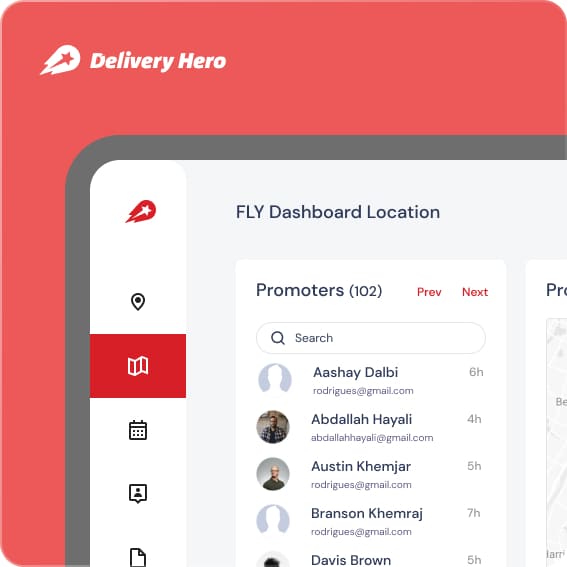 Delivery Hero
FLY Dashboard Location
Promoters (102)
Prev
Next
Search
Aashay Dalbi
6h
rodrigues@gmail.com
Abdallah Hayali
4h
abdallahhayali@gmail.com
Austin Khemjar
5h
rodrigues@gmail.com
Branson Khemraj
7h
rodrigues@gmail.com
Davis Brown
5h
Pro
Be
larr